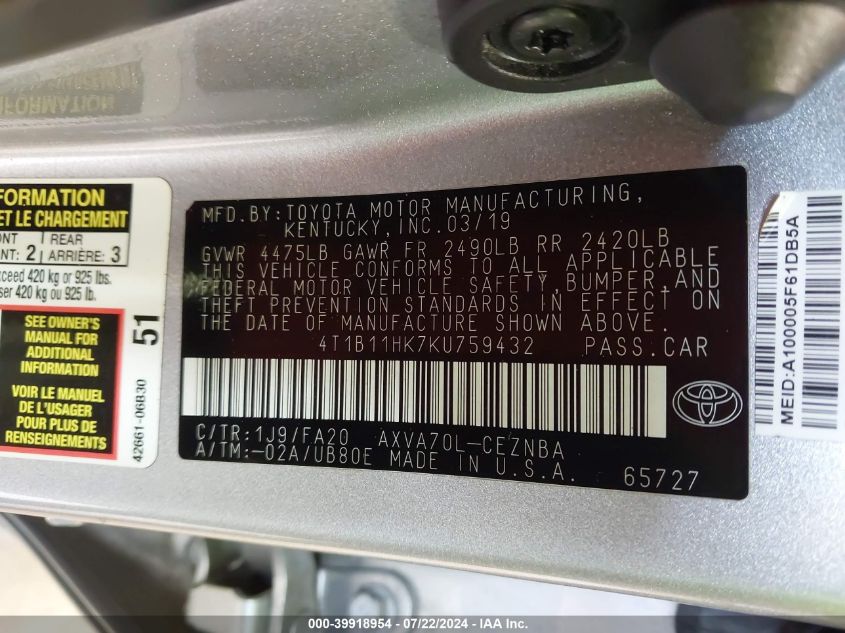 INFORMATION
FORMATION
ET LE CHARGEMENT
ONT | REAR
NT: 2 | ARRIÈRE: 3
xceed 420 kg or 925 lbs.
ser 420 kg ou 925 lb.
SEE OWNER'S
MANUAL FOR
ADDITIONAL
INFORMATION
VOIR LE MANUEL
DE L'USAGER
POUR PLUS DE
51
42661-06B30
MFD.BY:TOYOTA MOTOR MANUFACTURING,
KENTUCKY, INC.03/19
GVWR 4475LB GAWR FR 2490LB RR 2420LB
THIS VEHICLE CONFORMS TO ALL APPLICABLE
FEDERAL MOTOR VEHICLE SAFETY,BUMPER,AND
THEFT PREVENTION STANDARDS IN EFFECT ON
THE DATE OF MANUFACTURE SHOWN ABOVE.
4T1B11HK7KU759432 PASS.CAR
C/TR:1J9/FA20 AXVA70L-CEZNBA
A/TM:-02A/UB80E MADE IN U.S.A.
65727
MEID:A100005F61DB5A
000-39918954 - 07/22/2024 - IAA Inc.